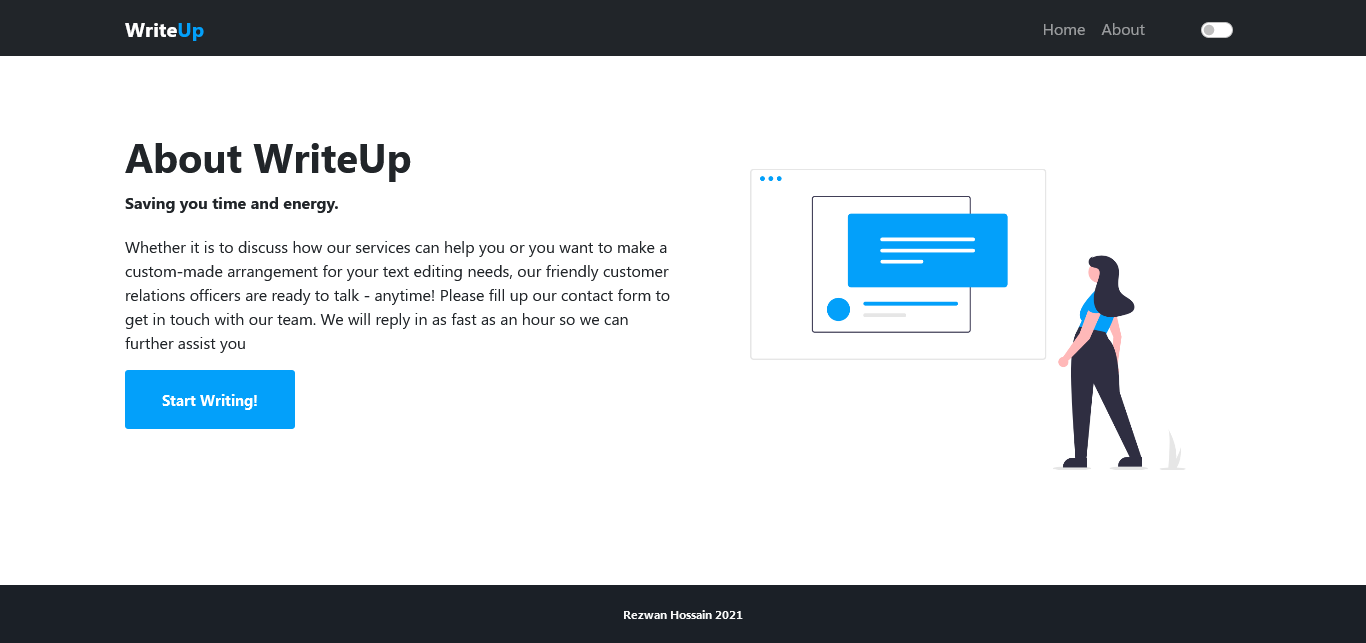 WriteUp
Home About
About WriteUp
Saving you time and energy.
Whether it is to discuss how our services can help you or you want to make a
custom-made arrangement for your text editing needs, our friendly customer
relations officers are ready to talk - anytime! Please fill up our contact form to
get in touch with our team. We will reply in as fast as an hour so we can
further assist you
Start Writing!
Rezwan Hossain 2021